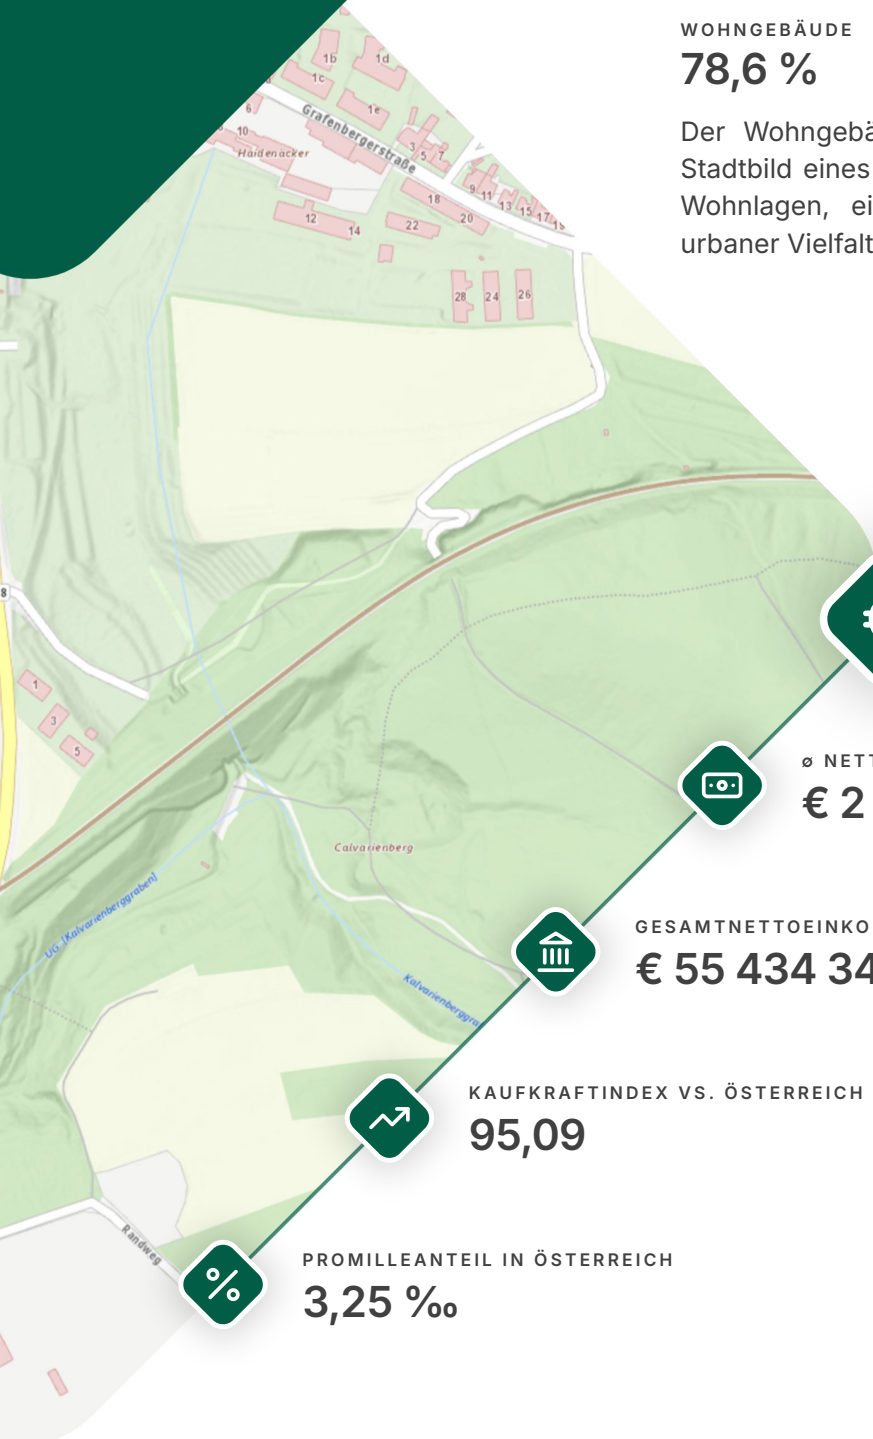 WOHNGEBÄUDE
78,6 %
Der Wohngebä
Stadtbild eines
Wohnlagen, ei
urbaner Vielfalt
1b
1d
1c
1e
6
10
Grafenbergerstraße
Haidenäcker
3
5
7
9
11
13
15
17
19
18
20
12
14
22
28
24
26
8
1
3
5
ø NETT
€ 2
Calvarienberg
UG (Kalvarienberggraben)
GESAMTNETTOEINKO
€ 55 434 34
Kalvarienberggra
KAUFKRAFTINDEX VS. ÖSTERREICH
95,09
Randweg
PROMILLEANTEIL IN ÖSTERREICH
3,25 ‰